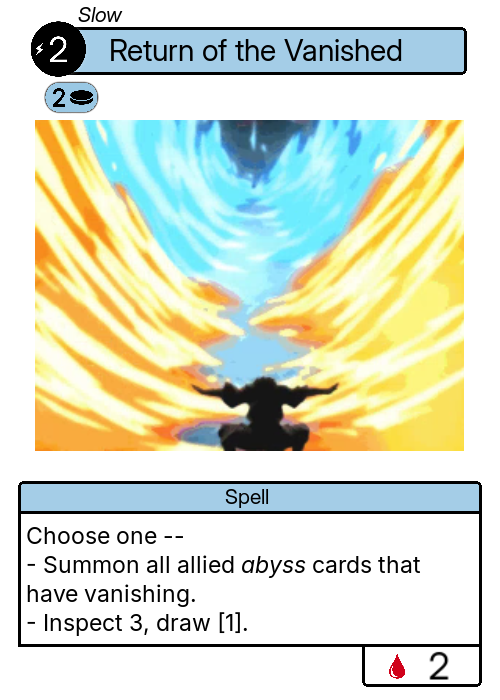 Slow
2
Return of the Vanished
2
Spell
Choose one --
- Summon all allied abyss cards that
have vanishing.
- Inspect 3, draw [1].
2